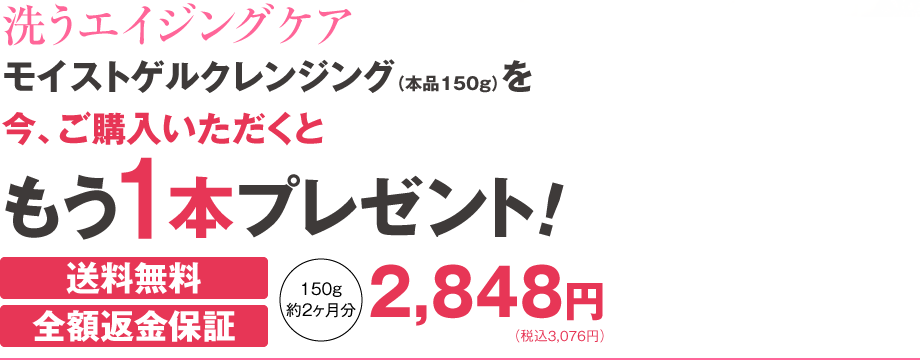 洗うエイジングケア
モイストゲルクレンジング（本品150g）を
今、ご購入いただくと
もう1本プレゼント！
送料無料
全額返金保証
150g
約2ヶ月分
2,848円
（税込3,076円）